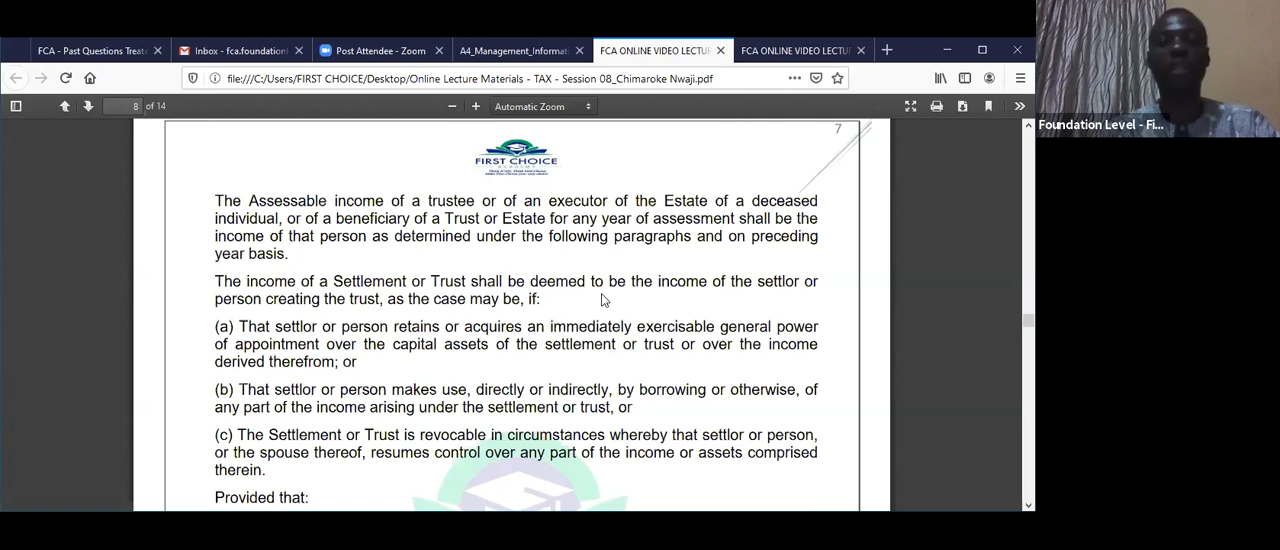 FCA - Past Questions Treate
Inbox - fca.foundation
Post Attendee - Zoom
A4_Management_Informati
FCA ONLINE VIDEO LECTUR
FCA ONLINE VIDEO LECTUR
file:///C:/Users/FIRST CHOICE/Desktop/Online Lecture Materials - TAX - Session 08_Chimaroke Nwaji.pdf
8 of 14
Automatic Zoom
Foundation Level - Fi...
7
FIRST CHOICE
The Assessable income of a trustee or of an executor of the Estate of a deceased
individual, or of a beneficiary of a Trust or Estate for any year of assessment shall be the
income of that person as determined under the following paragraphs and on preceding
year basis.
The income of a Settlement or Trust shall be deemed to be the income of the settlor or
person creating the trust, as the case may be, if:
(a) That settlor or person retains or acquires an immediately exercisable general power
of appointment over the capital assets of the settlement or trust or over the income
derived therefrom; or
(b) That settlor or person makes use, directly or indirectly, by borrowing or otherwise, of
any part of the income arising under the settlement or trust, or
(c) The Settlement or Trust is revocable in circumstances whereby that settlor or person,
or the spouse thereof, resumes control over any part of the income or assets comprised
therein.
Provided that: